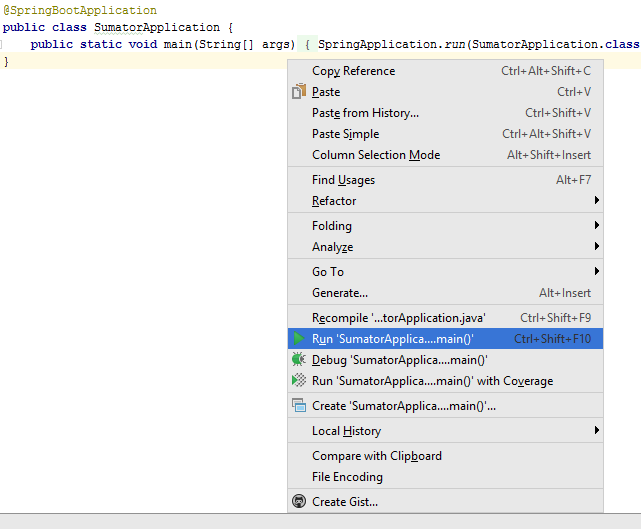 @SpringBootApplication
public class SumatorApplication {
public static void main(String[] args) { SpringApplication.run(SumatorApplication.class
}
Copy Reference Ctrl+Alt+Shift+C
Paste Ctrl+V
Paste from History... Ctrl+Shift+V
Paste Simple Ctrl+Alt+Shift+V
Column Selection Mode Alt+Shift+Insert
Find Usages Alt+F7
Refactor
Folding
Analyze
Go To
Generate... Alt+Insert
Recompile '...torApplication.java' Ctrl+Shift+F9
Run 'SumatorApplica....main()' Ctrl+Shift+F10
Debug 'SumatorApplica....main()'
Run 'SumatorApplica....main()' with Coverage
Create 'SumatorApplica....main()'...
Local History
Compare with Clipboard
File Encoding
Create Gist...